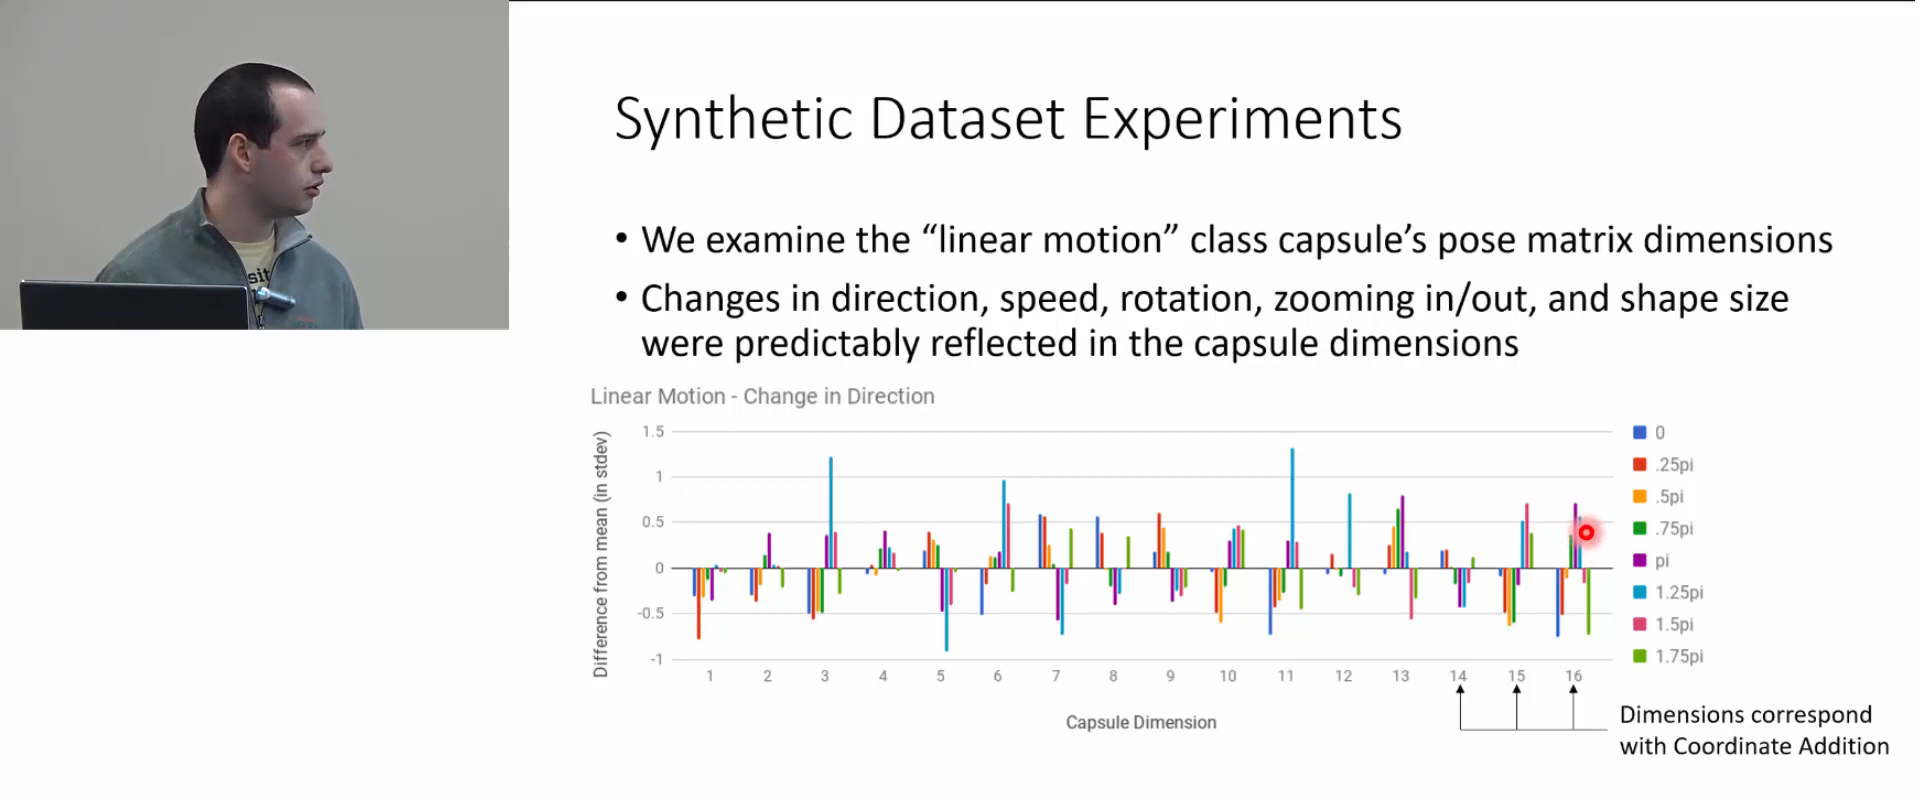 Synthetic Dataset Experiments
• We examine the “linear motion” class capsule’s pose matrix dimensions
• Changes in direction, speed, rotation, zooming in/out, and shape size
were predictably reflected in the capsule dimensions
Linear Motion - Change in Direction
Difference from mean (in stdev)
1.5
1
0.5
0
-0.5
-1
1 2 3 4 5 6 7 8 9 10 11 12 13 14 15 16
Capsule Dimension
0
.25pi
.5pi
.75pi
pi
1.25pi
1.5pi
1.75pi
Dimensions correspond
with Coordinate Addition
sit